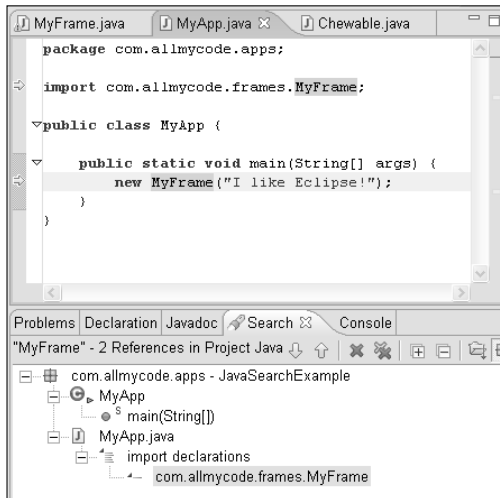 MyFrame.java MyApp.java Chewable.java
package com.allmycode.apps;
import com.allmycode.frames.MyFrame;
public class MyApp {
public static void main(String[] args) {
new MyFrame("I like Eclipse!");
}
}
Problems Declaration Javadoc Search Console
"MyFrame" - 2 References in Project Java
com.allmycode.apps - JavaSearchExample
MyApp
main(String[])
MyApp.java
import declarations
com.allmycode.frames.MyFrame